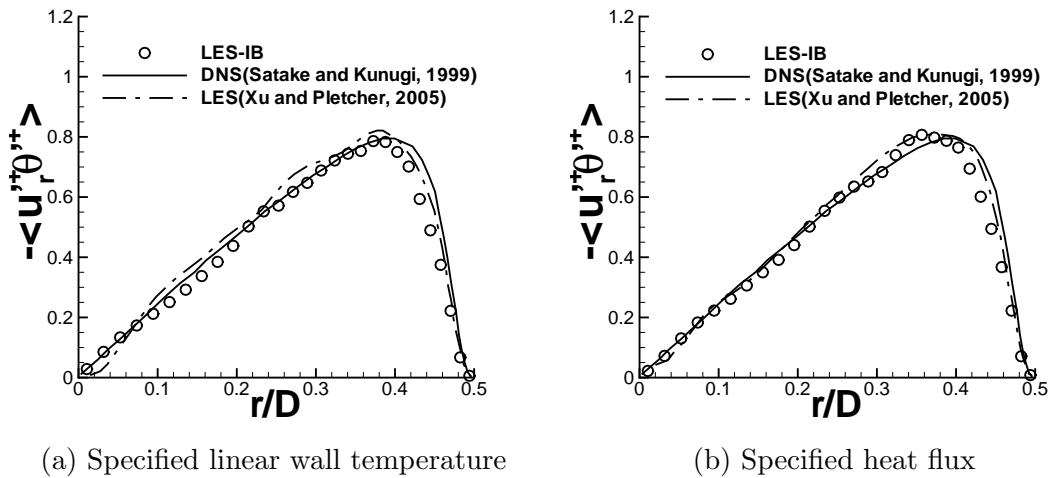 1.2
1
0.8
0.6
0.4
0.2
0
0
0.1
0.2
0.3
0.4
0.5
-<u'⁺ᵣθ'⁺>
r/D
LES-IB
DNS(Satake and Kunugi, 1999)
LES(Xu and Pletcher, 2005)
(a) Specified linear wall temperature
1.2
1
0.8
0.6
0.4
0.2
0
0
0.1
0.2
0.3
0.4
0.5
-<u'⁺ᵣθ'⁺>
r/D
LES-IB
DNS(Satake and Kunugi, 1999)
LES(Xu and Pletcher, 2005)
(b) Specified heat flux